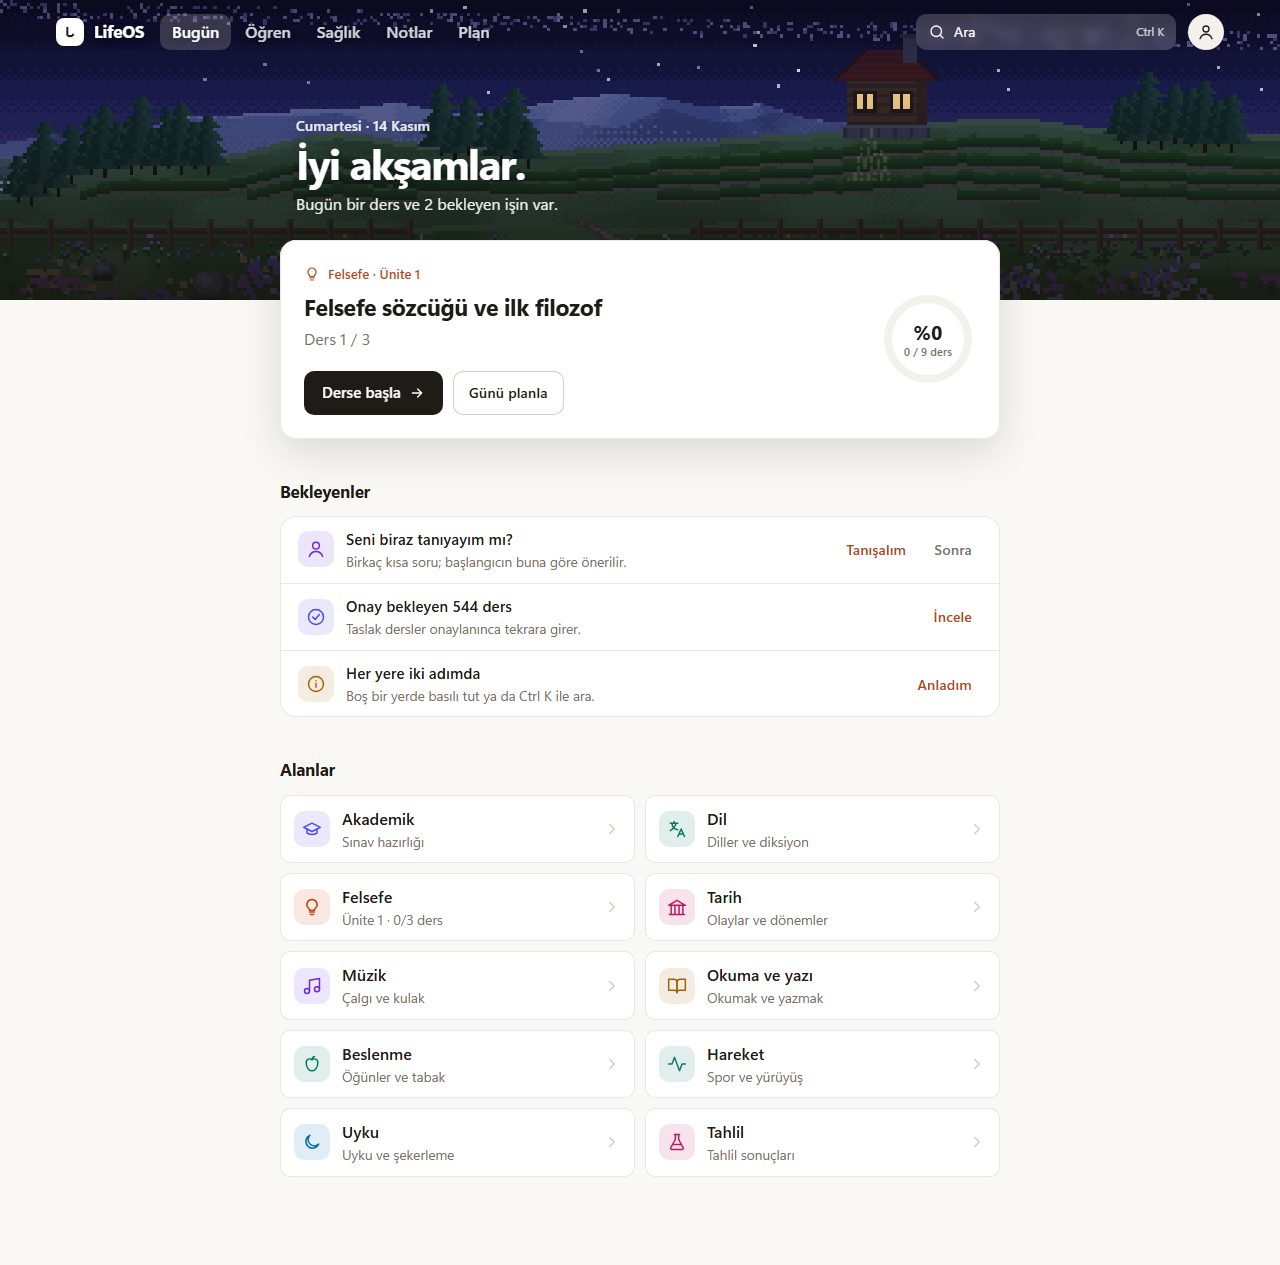 LifeOS Bugün Öğren Sağlık Notlar Plan Ara Ctrl K
Cumartesi · 14 Kasım
İyi akşamlar.
Bugün bir ders ve 2 bekleyen işin var.
Felsefe · Ünite 1
Felsefe sözcüğü ve ilk filozof
Ders 1 / 3
%0
0 / 9 ders
Derse başla → Günü planla
Bekleyenler
Seni biraz tanıyayım mı?
Birkaç kısa soru; başlangıcın buna göre önerilir.
Tanışalım Sonra
Onay bekleyen 544 ders
Taslak dersler onaylanınca tekrara girer.
İncele
Her yere iki adımda
Boş bir yerde basılı tut ya da Ctrl K ile ara.
Anladım
Alanlar
Akademik
Sınav hazırlığı
Dil
Diller ve diksiyon
Felsefe
Ünite 1 · 0/3 ders
Tarih
Olaylar ve dönemler
Müzik
Çalgı ve kulak
Okuma ve yazı
Okumak ve yazmak
Beslenme
Öğünler ve tabak
Hareket
Spor ve yürüyüş
Uyku
Uyku ve şekerleme
Tahlil
Tahlil sonuçları